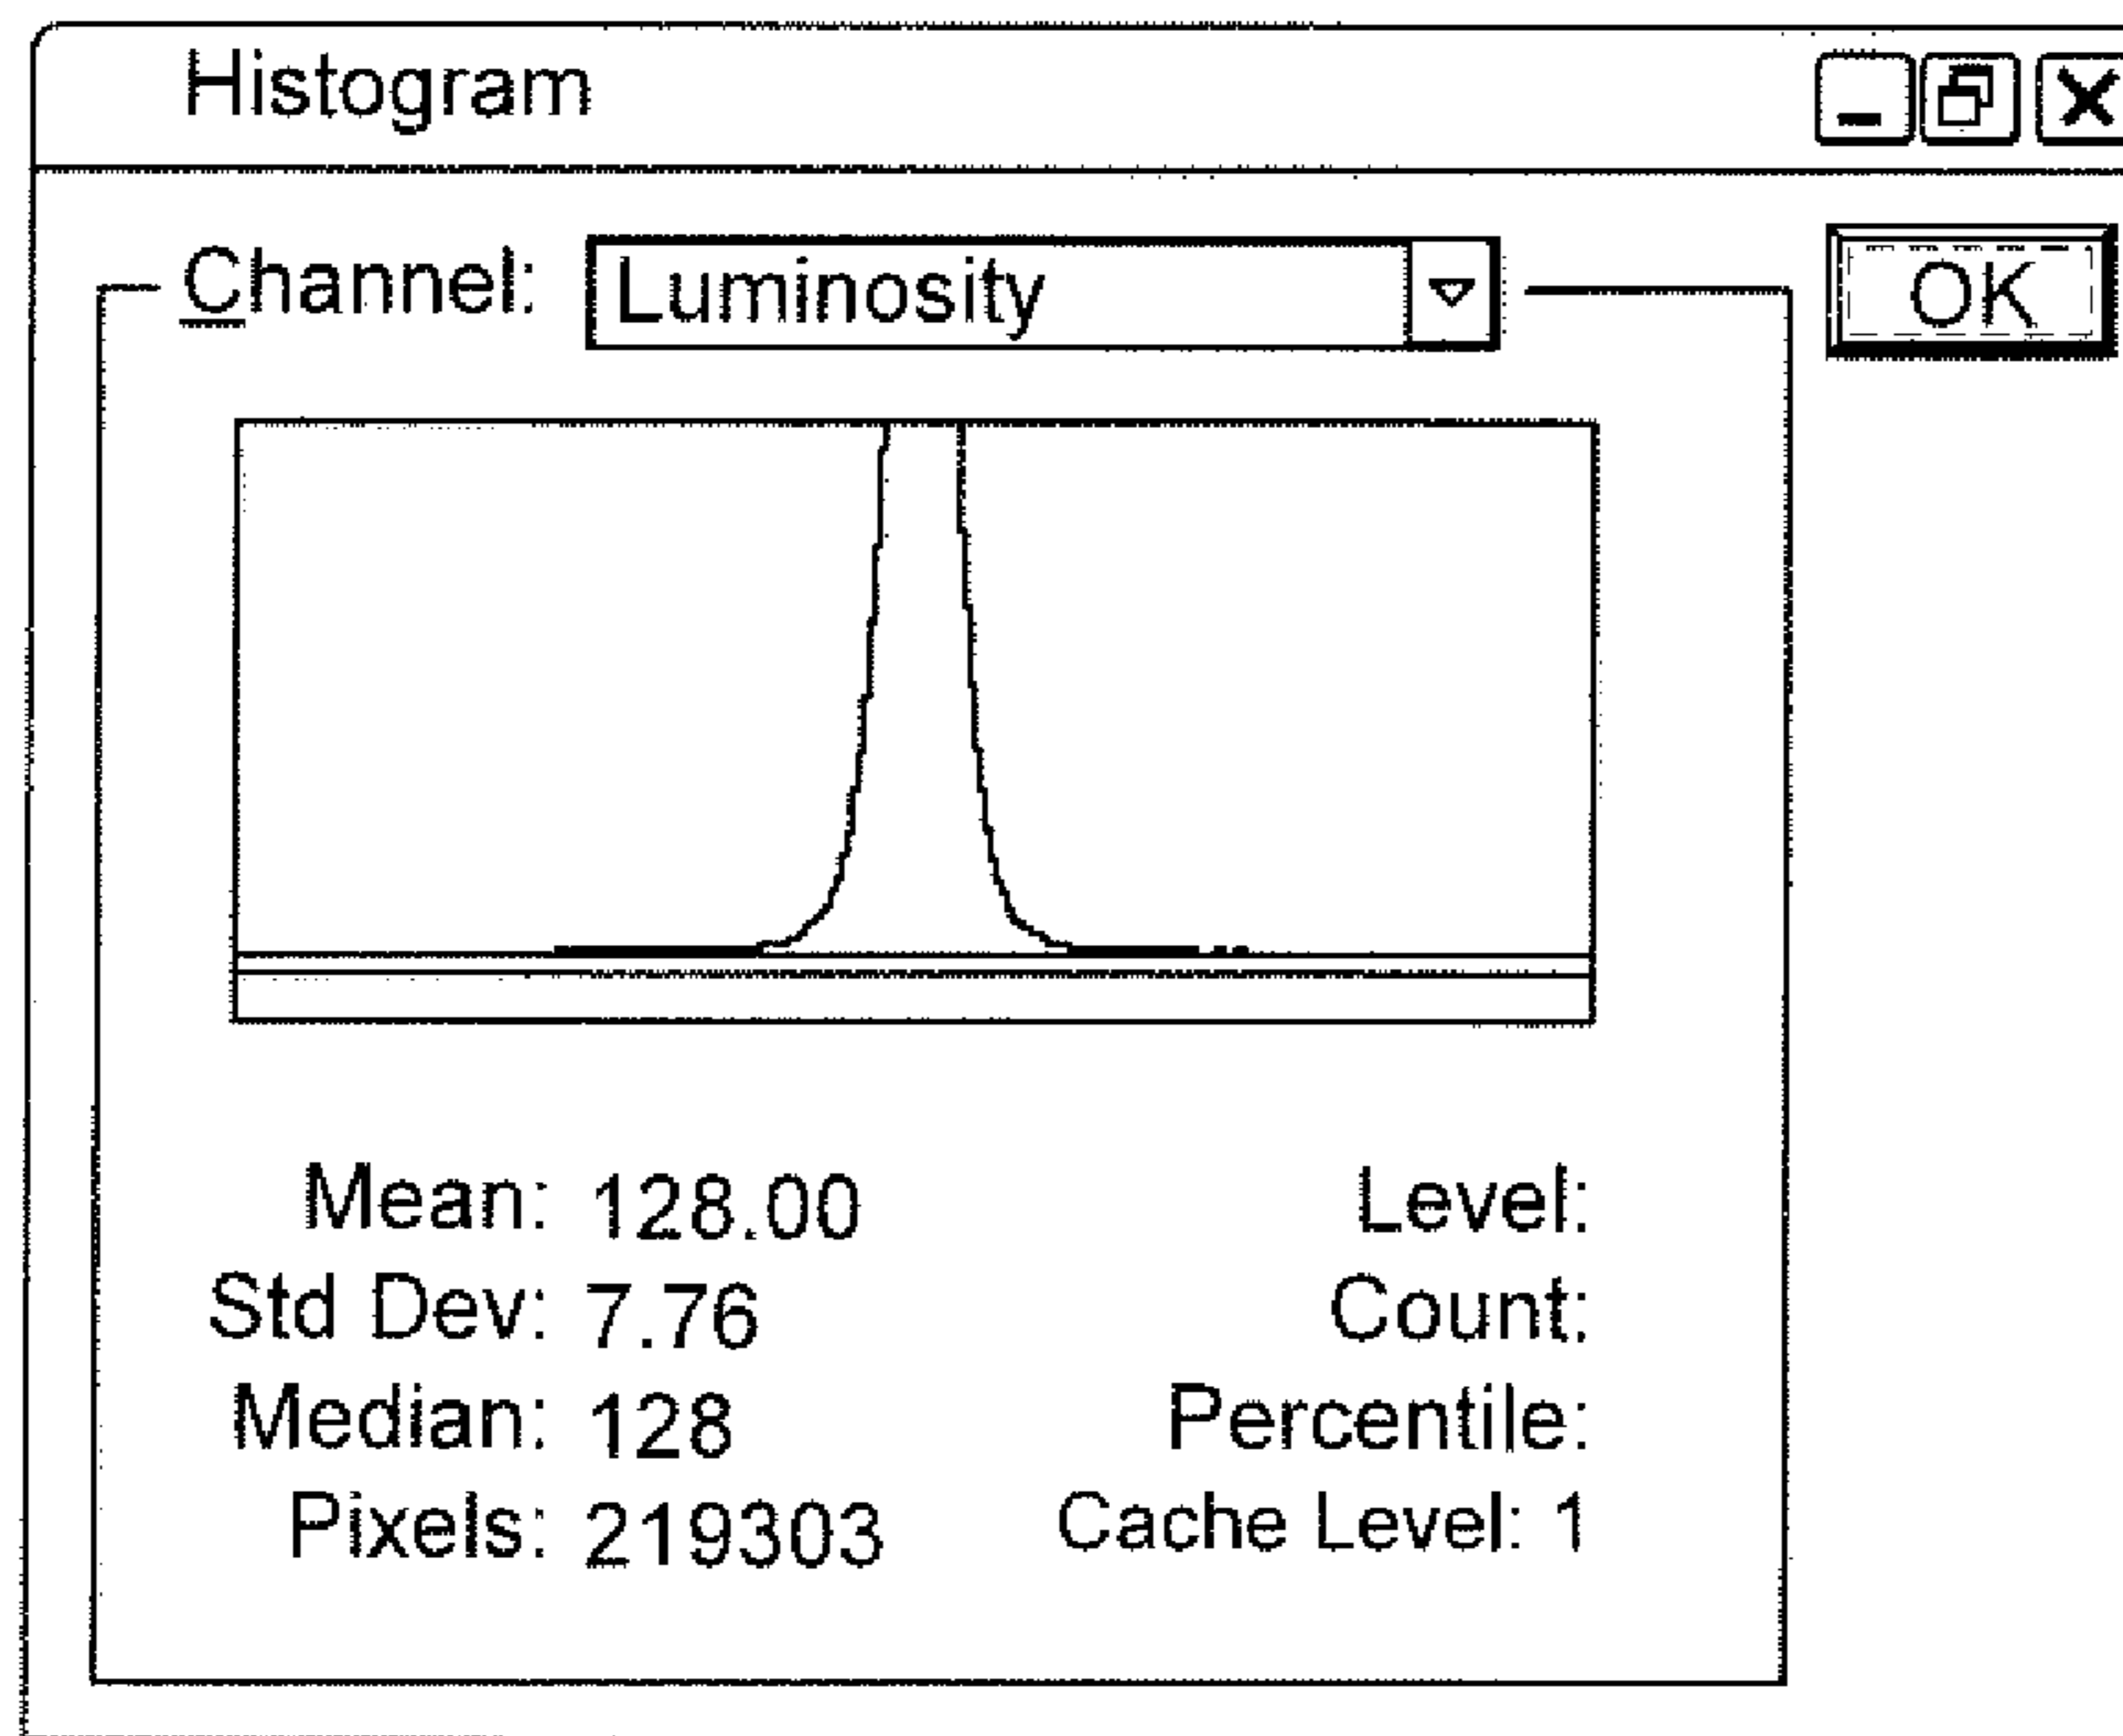 Histogram
Channel: Luminosity
OK
Mean: 128.00
Level:
Std Dev: 7.76
Count:
Median: 128
Percentile:
Pixels: 219303
Cache Level: 1